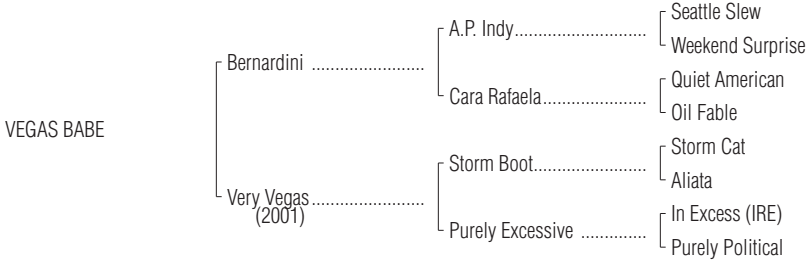 Seattle Slew
A.P. Indy..............................
Weekend Surprise
Bernardini ........................
Quiet American
Cara Rafaela........................
Oil Fable
VEGAS BABE
Storm Cat
Storm Boot..........................
Aliata
Very Vegas........................
(2001)
In Excess (IRE)
Purely Excessive ..............
Purely Political